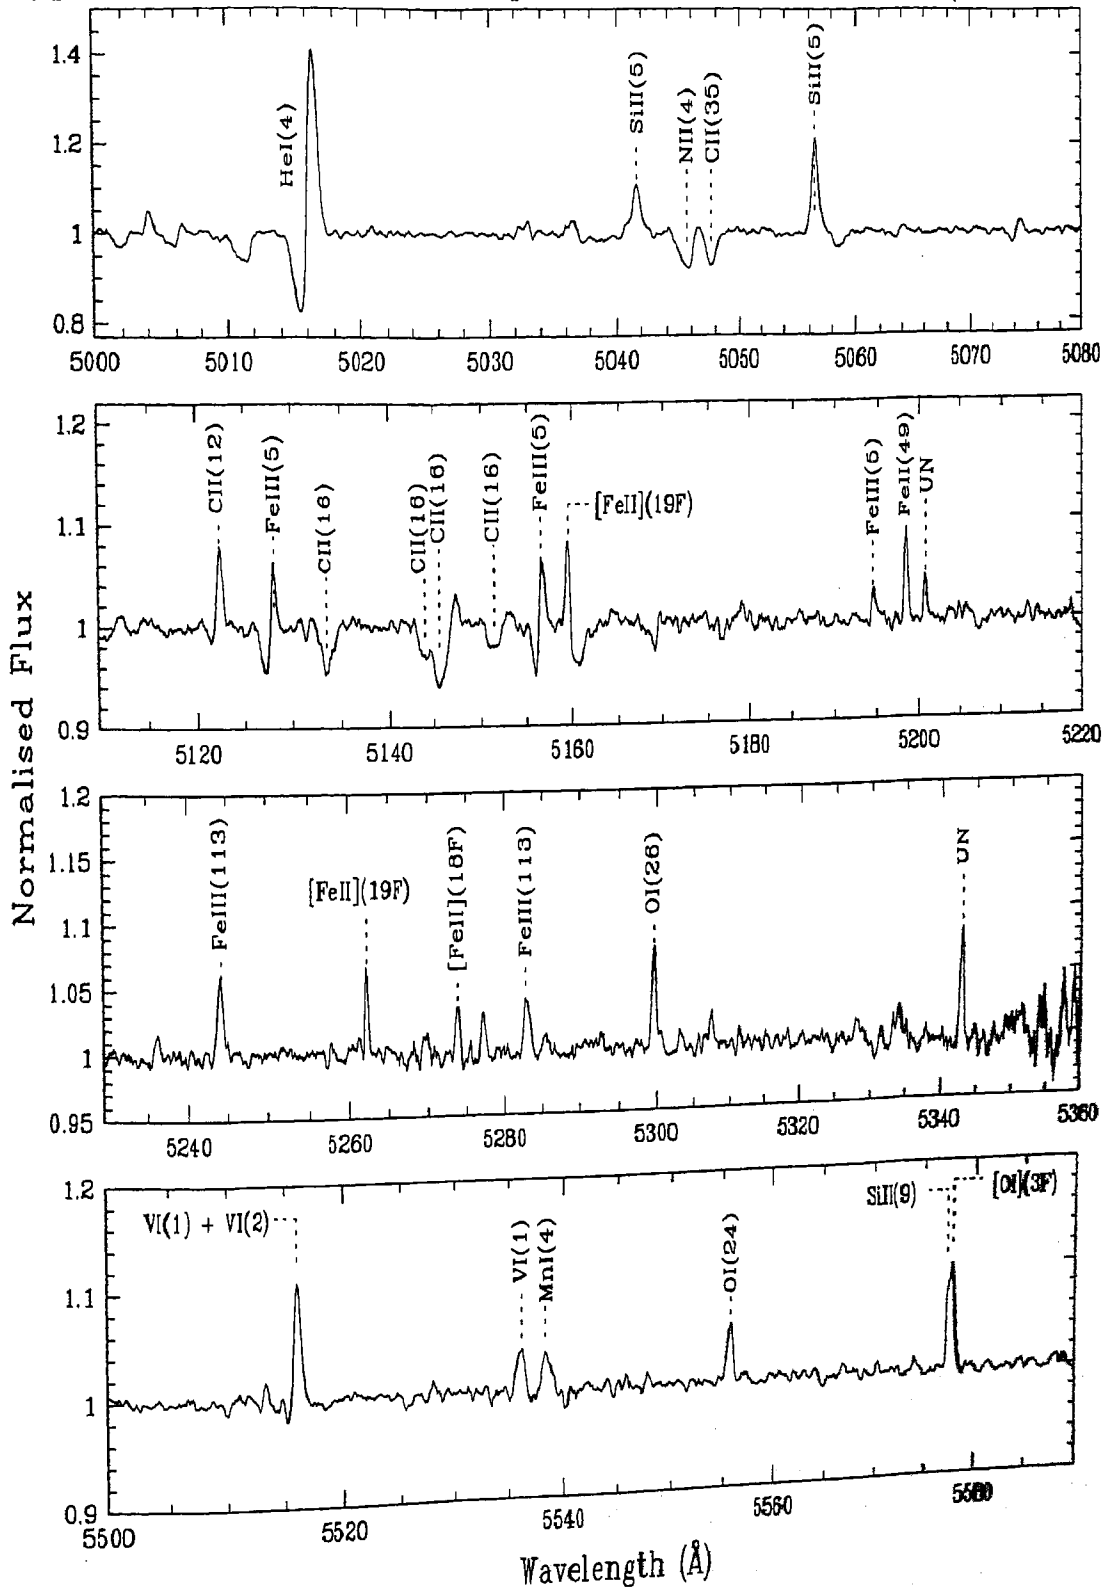 1.4
1.2
1
0.8
HeI(4)
SiII(5)
NII(4)
CII(35)
SiII(5)
5000 5010 5020 5030 5040 5050 5060 5070 5080
1.2
1.1
1
0.9
CII(12)
FeIII(5)
CII(16)
CII(16)
CII(16)
CII(16)
FeIII(5)
[FeII](19F)
FeIII(5)
FeII(49)
UN
5120 5140 5160 5180 5200 5220
Normalised Flux
1.2
1.15
1.1
1.05
1
0.95
FeIII(113)
[FeII](19F)
[FeII](18F)
FeIII(113)
OI(26)
UN
5240 5260 5280 5300 5320 5340 5360
1.2
1.1
1
0.9
VI(1) + VI(2)
VI(1)
MnI(4)
OI(24)
SiII(9)
[OI](3F)
5500 5520 5540 5560 5580
Wavelength (Å)